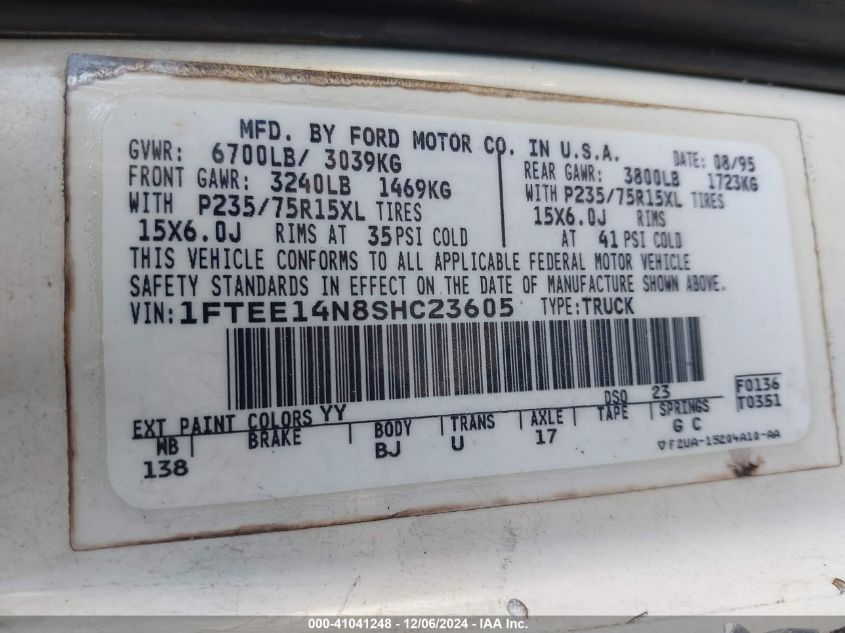 MFD. BY FORD MOTOR CO. IN U.S.A.
DATE: 08/95
GVWR: 6700LB/ 3039KG
FRONT GAWR: 3240LB 1469KG
REAR GAWR: 3800LB 1723KG
WITH P235/75R15XL TIRES
WITH P235/75R15XL TIRES
15X6.0J RIMS AT 35PSI COLD
15X6.0J RIMS
AT 41 PSI COLD
THIS VEHICLE CONFORMS TO ALL APPLICABLE FEDERAL MOTOR VEHICLE
SAFETY STANDARDS IN EFFECT ON THE DATE OF MANUFACTURE SHOWN ABOVE.
VIN: 1FTEE14N8SHC23605 TYPE: TRUCK
EXT PAINT COLORS YY
DSO 23
F0136
T0351
WB BRAKE BODY TRANS AXLE TAPE SPRINGS
138 BJ U 17 G C
▽F2UA-15204A10-AA
000-41041248 - 12/06/2024 - IAA Inc.